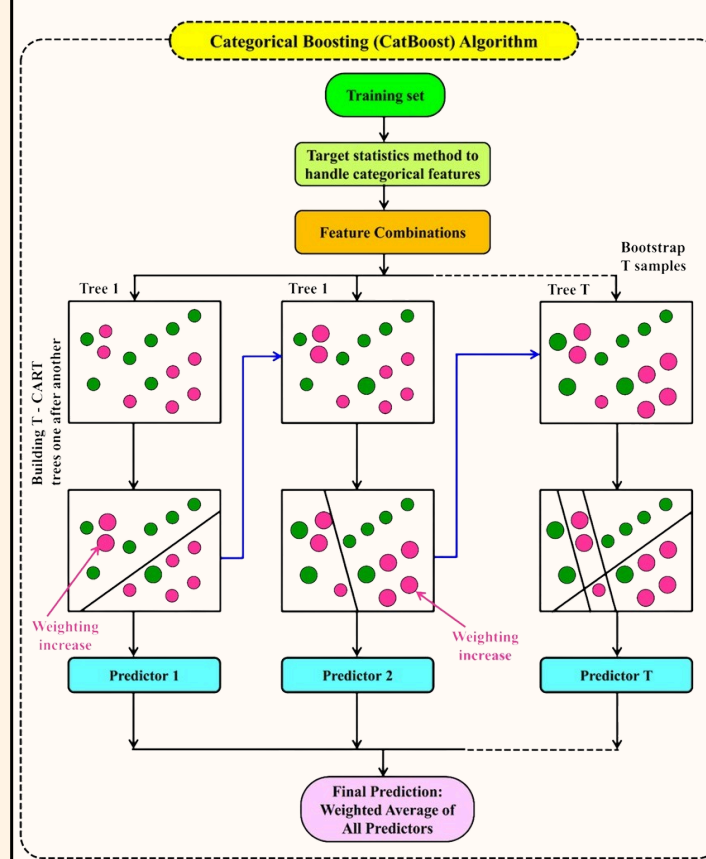 Categorical Boosting (CatBoost) Algorithm
Training set
Target statistics method to
handle categorical features
Feature Combinations
Bootstrap
T samples
Tree 1
Tree 1
Tree T
Building T - CART
trees one after another
Weighting
increase
Weighting
increase
Predictor 1
Predictor 2
Predictor T
Final Prediction:
Weighted Average of
All Predictors